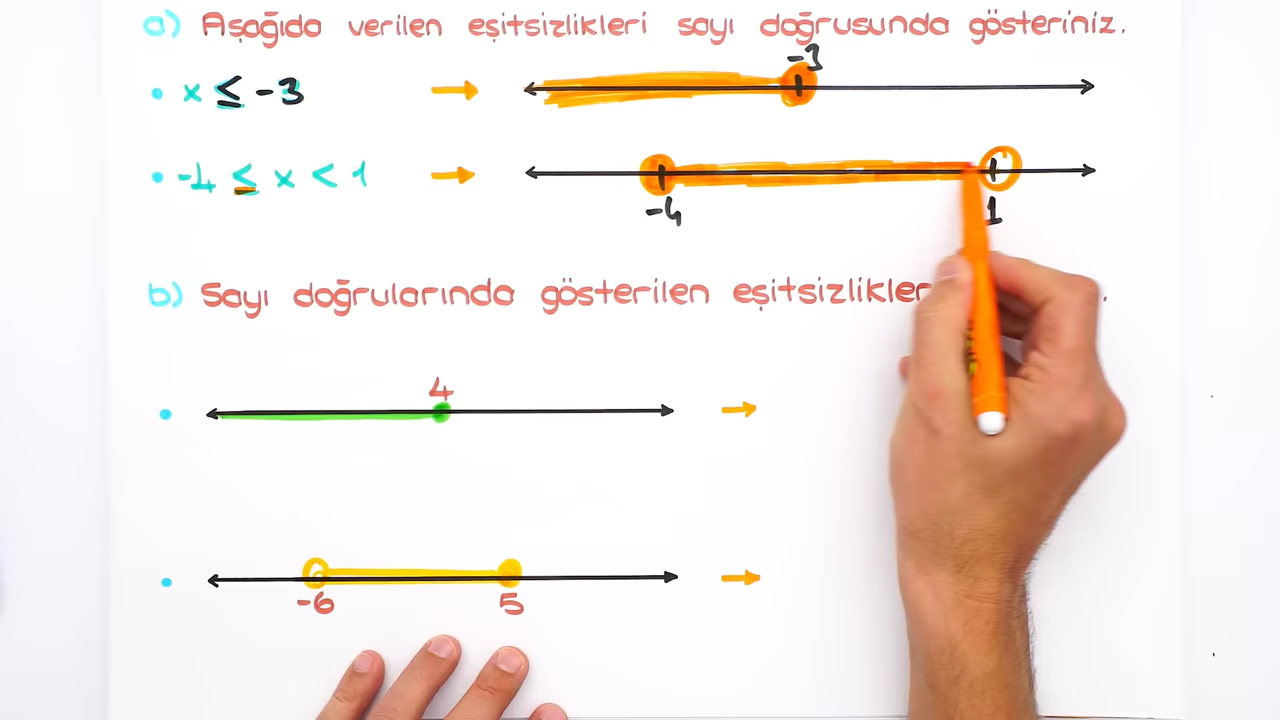 a) Aşağıda verilen eşitsizlikleri sayı doğrusunda gösteriniz.
• x ≤ -3 → -3
• -4 ≤ x < 1 → -4 1
b) Sayı doğrularında gösterilen eşitsizlikler
• 4 →
• -6 5 →